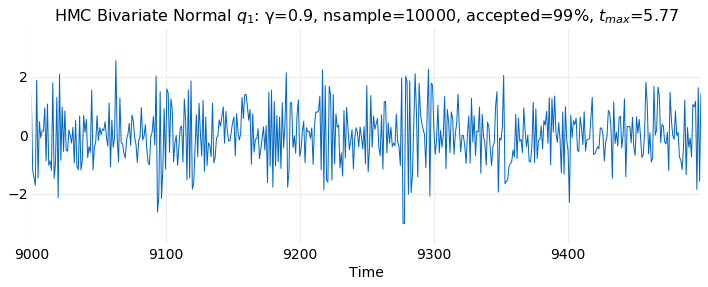 HMC Bivariate Normal $q_1$: γ=0.9, nsample=10000, accepted=99%, $t_{max}$=5.77
2
0
−2
9000 9100 9200 9300 9400
Time